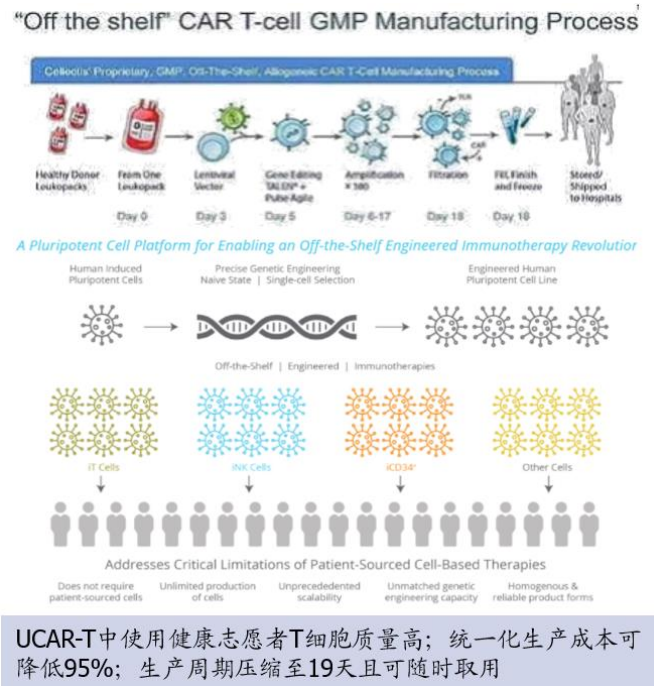 "Off the shelf" CAR T-cell GMP Manufacturing Process
Cellectis' Proprietary, GMP, Off-The-Shelf, Allogeneic CAR T-Cell Manufacturing Process
Healthy Donor Leukopacks
From One Leukopack
Lentiviral Vector
Gene Editing TALEN® + Pulse Agile
Amplification × 100
Filtration
Fill, Finish and Freeze
Stored/ Shipped to Hospitals
TCR
CAR
Day 0
Day 3
Day 5
Day 6-17
Day 18
Day 18
A Pluripotent Cell Platform for Enabling an Off-the-Shelf Engineered Immunotherapy Revolution
Human Induced
Pluripotent Cells
Precise Genetic Engineering
Naive State | Single-cell Selection
Engineered Human
Pluripotent Cell Line
Off-the-Shelf | Engineered | Immunotherapies
iT Cells
iNK Cells
iCD34⁺
Other Cells
Addresses Critical Limitations of Patient-Sourced Cell-Based Therapies
Does not require
patient-sourced cells
Unlimited production
of cells
Unprecededented
scalability
Unmatched genetic
engineering capacity
Homogenous &
reliable product forms
UCAR-T中使用健康志愿者T细胞质量高；统一化生产成本可
降低95%；生产周期压缩至19天且可随时取用